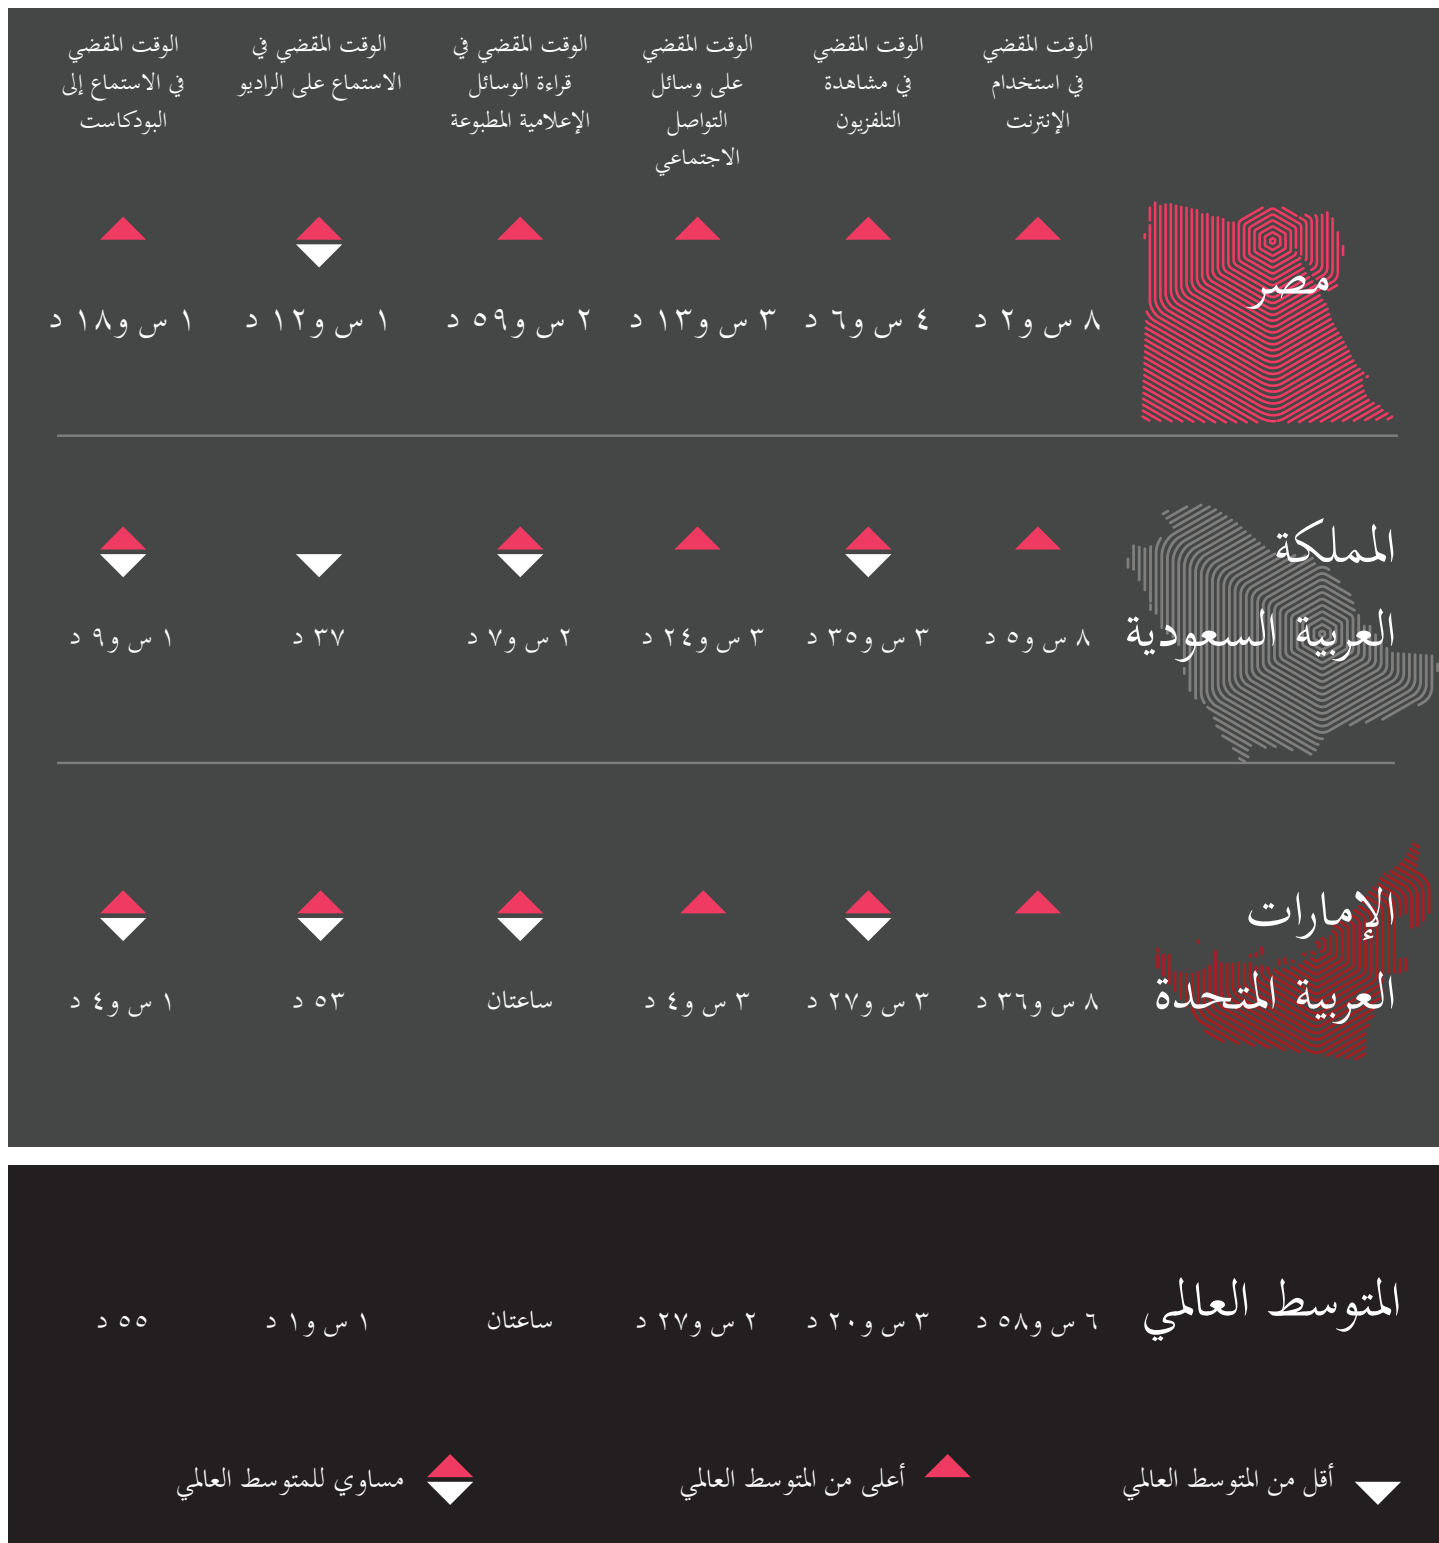 الوقت المقضي
في استخدام
الإنترنت
الوقت المقضي
في مشاهدة
التلفزيون
الوقت المقضي
على وسائل
التواصل
الاجتماعي
الوقت المقضي في
قراءة الوسائل
الإعلامية المطبوعة
الوقت المقضي في
الاستماع على الراديو
الوقت المقضي
في الاستماع إلى
البودكاست
مصر
٨ س و٢ د
٤ س و٦ د
٣ س و١٣ د
٢ س و٥٩ د
١ س و١٢ د
١ س و١٨ د
المملكة
العربية السعودية
٨ س و٥ د
٣ س و٣٥ د
٣ س و٢٤ د
٢ س و٧ د
٣٧ د
١ س و٩ د
الإمارات
العربية المتحدة
٨ س و٣٦ د
٣ س و٢٧ د
٣ س و٤ د
ساعتان
٥٣ د
١ س و٤ د
المتوسط العالمي
٦ س و٥٨ د
٣ س و٢٠ د
٢ س و٢٧ د
ساعتان
١ س و١ د
٥٥ د
أقل من المتوسط العالمي
أعلى من المتوسط العالمي
مساوي للمتوسط العالمي